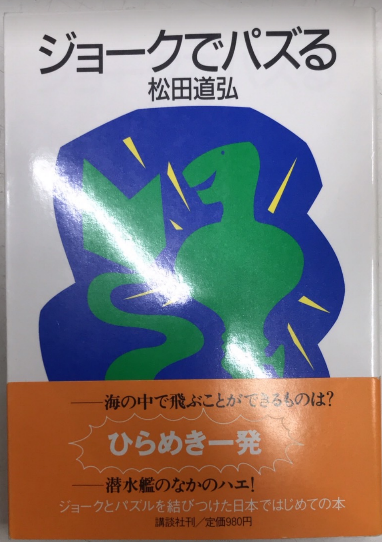 ジョークでパズる
松田道弘
──海の中で飛ぶことができるものは?
ひらめき一発
──潜水艦のなかのハエ!
ジョークとパズルを結びつけた日本ではじめての本
講談社刊/定価980円